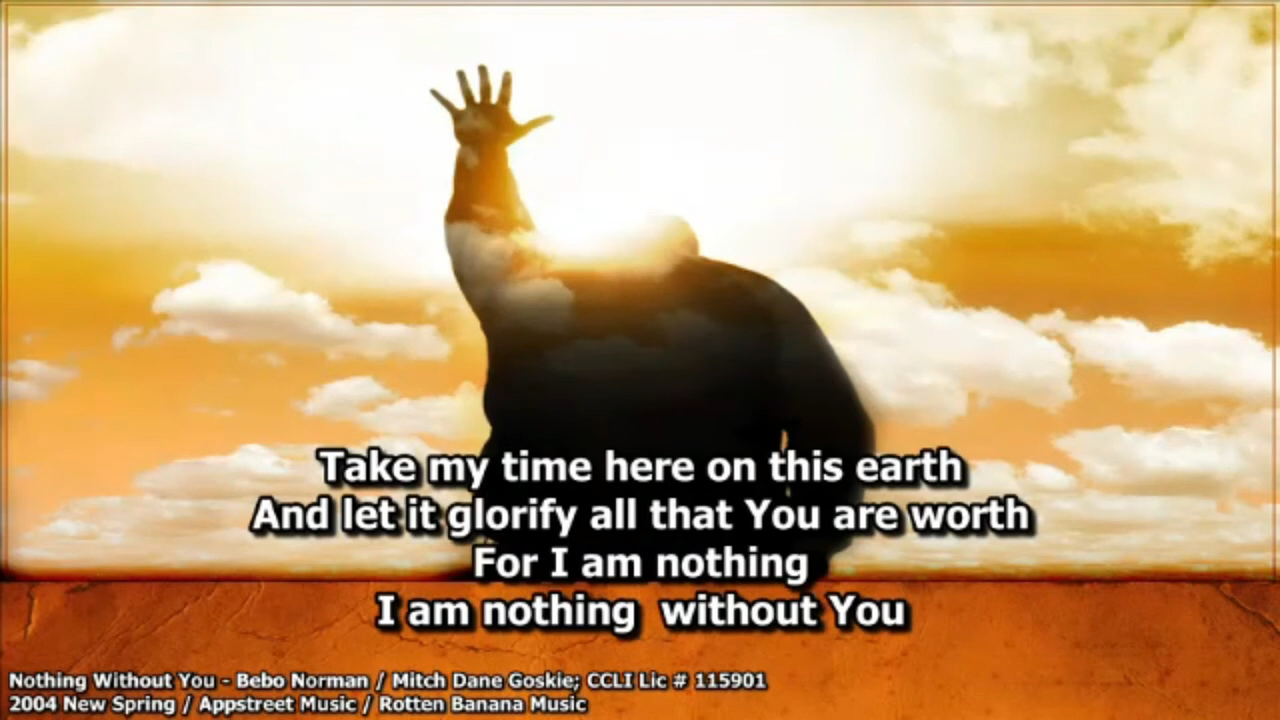 Take my time here on this earth
And let it glorify all that You are worth
For I am nothing
I am nothing  without You
Nothing Without You - Bebo Norman / Mitch Dane Goskie; CCLI Lic # 115901
2004 New Spring / Appstreet Music / Rotten Banana Music